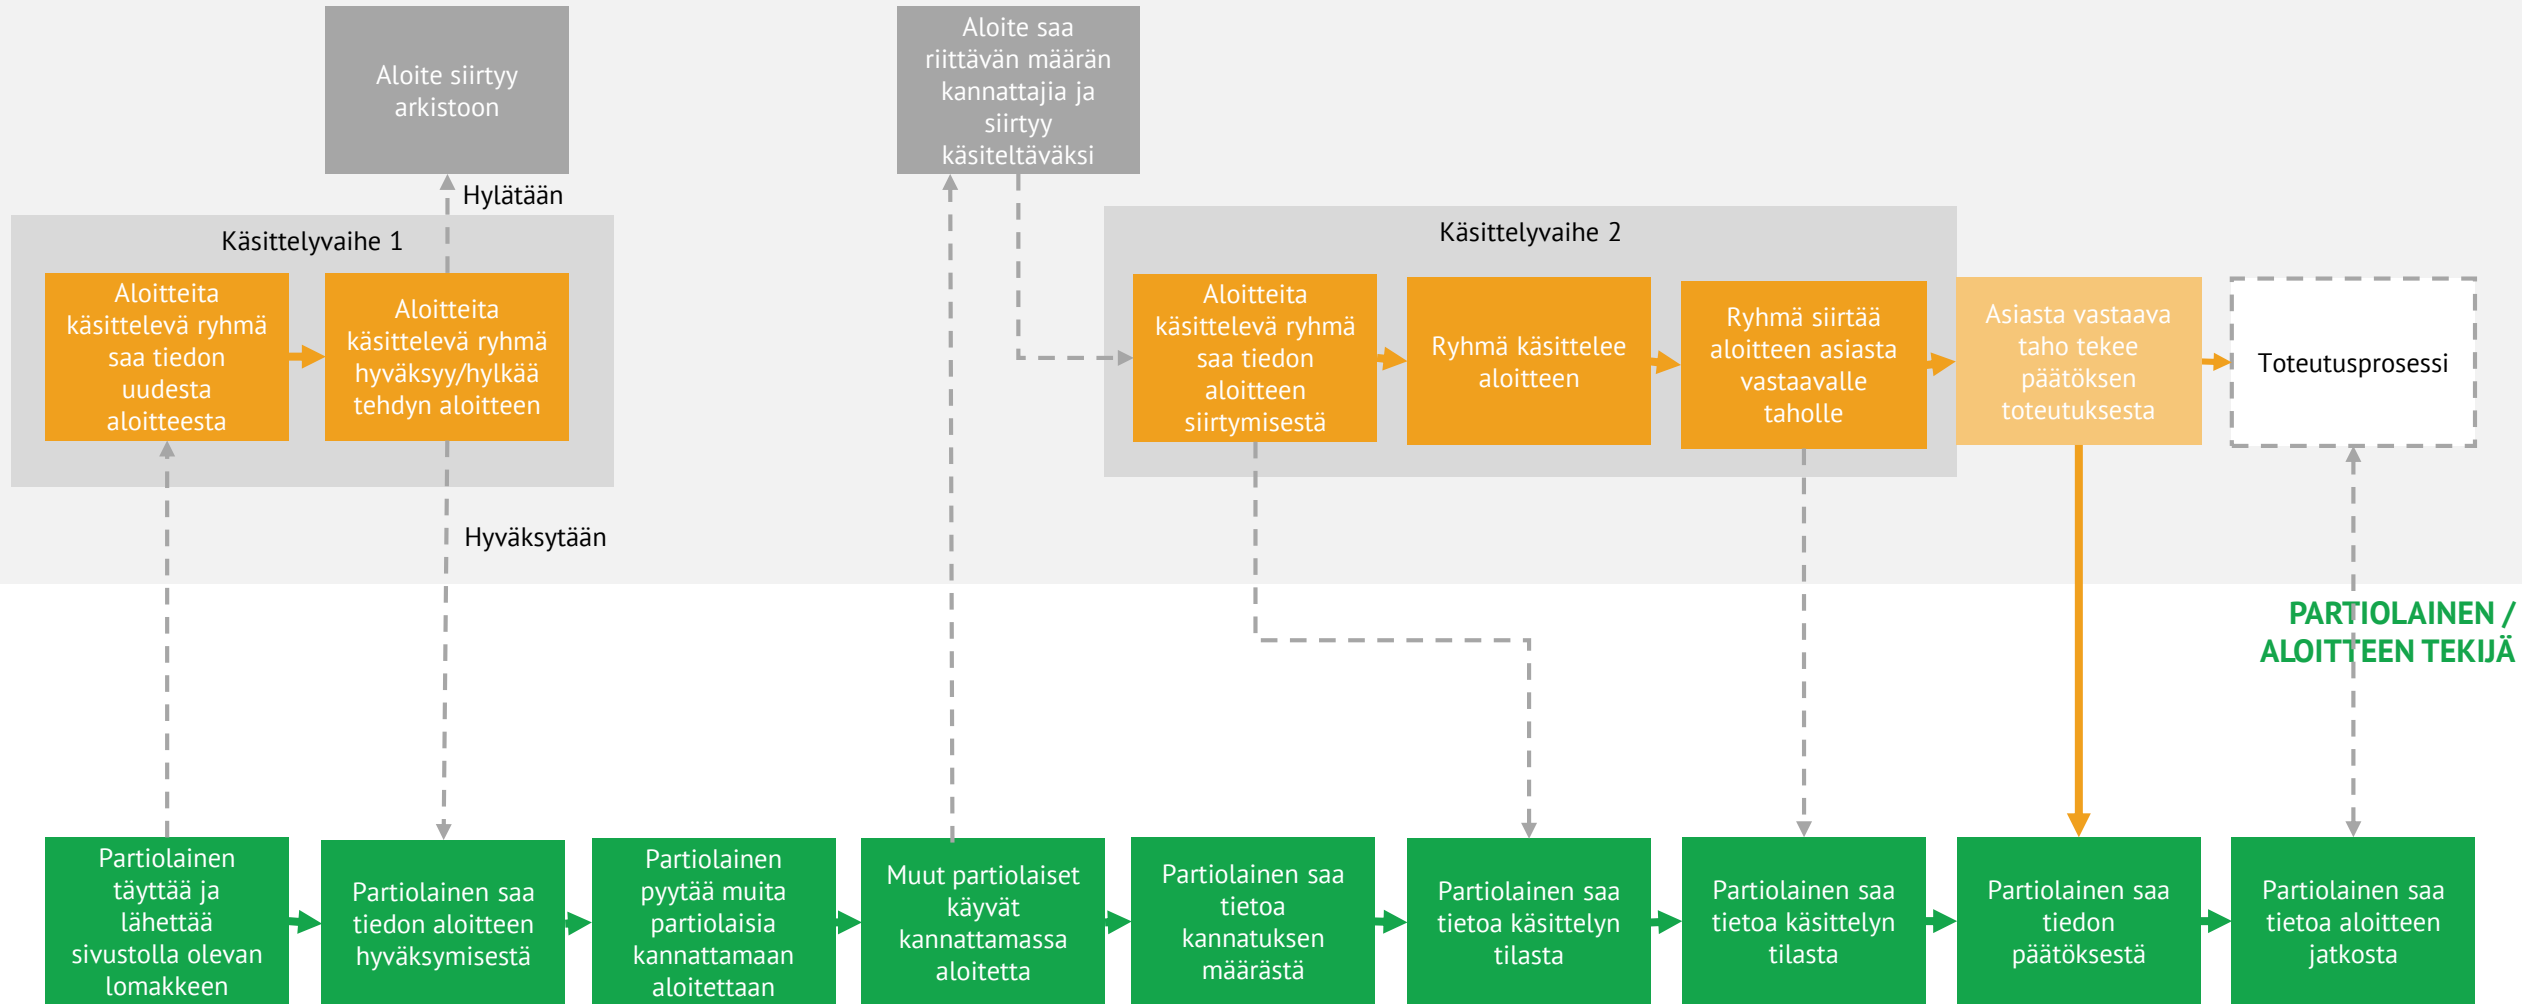 Aloite siirtyy
arkistoon
Aloite saa
riittävän määrän
kannattajia ja
siirtyy
käsiteltäväksi
Hylätään
Käsittelyvaihe 1
Aloitteita
käsittelevä ryhmä
saa tiedon
uudesta
aloitteesta
Aloitteita
käsittelevä ryhmä
hyväksyy/hylkää
tehdyn aloitteen
Käsittelyvaihe 2
Aloitteita
käsittelevä ryhmä
saa tiedon
aloitteen
siirtymisestä
Ryhmä käsittelee
aloitteen
Ryhmä siirtää
aloitteen asiasta
vastaavalle
taholle
Asiasta vastaava
taho tekee
päätöksen
toteutuksesta
Toteutusprosessi
Hyväksytään
PARTIOLAINEN /
ALOITTEEN TEKIJÄ
Partiolainen
täyttää ja
lähettää
sivustolla olevan
lomakkeen
Partiolainen saa
tiedon aloitteen
hyväksymisestä
Partiolainen
pyytää muita
partiolaisia
kannattamaan
aloitettaan
Muut partiolaiset
käyvät
kannattamassa
aloitetta
Partiolainen saa
tietoa
kannatuksen
määrästä
Partiolainen saa
tietoa käsittelyn
tilasta
Partiolainen saa
tietoa käsittelyn
tilasta
Partiolainen saa
tiedon
päätöksestä
Partiolainen saa
tietoa aloitteen
jatkosta